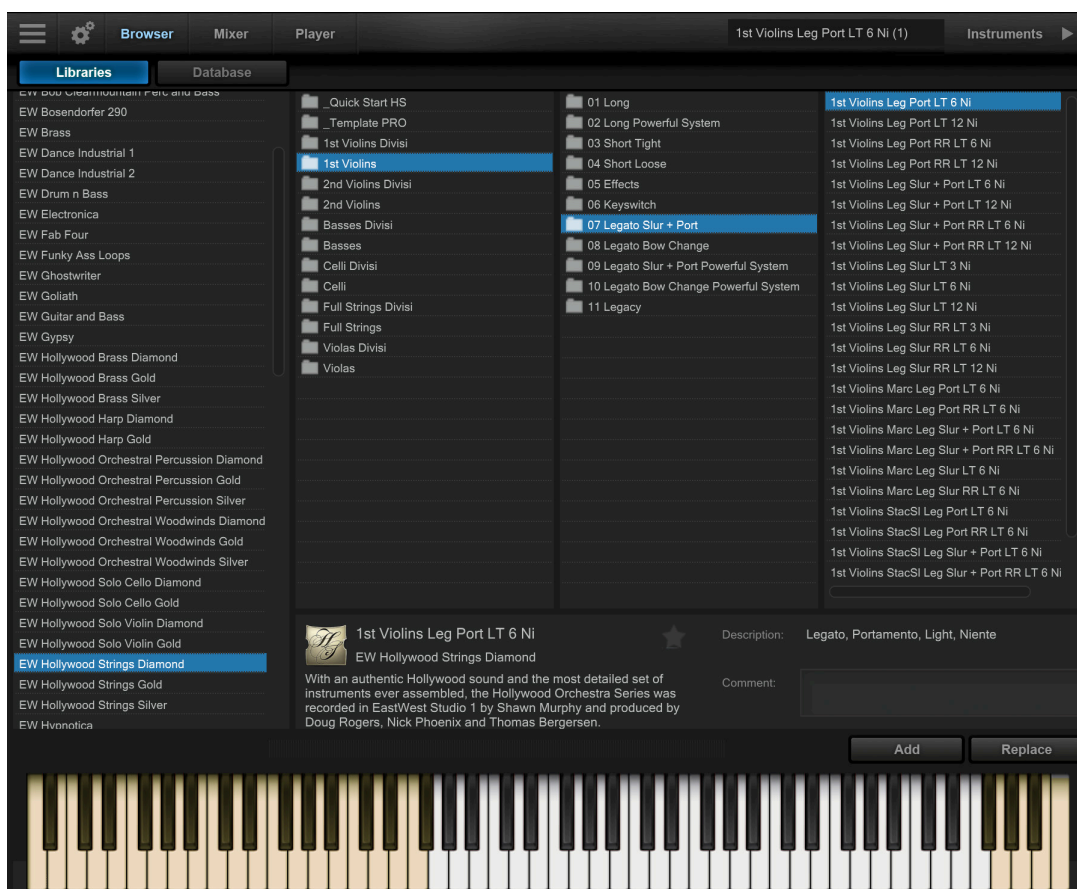 Browser
Mixer
Player
1st Violins Leg Port LT 6 Ni (1)
Instruments
Libraries
Database
EW Bob Clearmountain Perc and Bass
EW Bosendorfer 290
EW Brass
EW Dance Industrial 1
EW Dance Industrial 2
EW Drum n Bass
EW Electronica
EW Fab Four
EW Funky Ass Loops
EW Ghostwriter
EW Goliath
EW Guitar and Bass
EW Gypsy
EW Hollywood Brass Diamond
EW Hollywood Brass Gold
EW Hollywood Brass Silver
EW Hollywood Harp Diamond
EW Hollywood Harp Gold
EW Hollywood Orchestral Percussion Diamond
EW Hollywood Orchestral Percussion Gold
EW Hollywood Orchestral Percussion Silver
EW Hollywood Orchestral Woodwinds Diamond
EW Hollywood Orchestral Woodwinds Gold
EW Hollywood Orchestral Woodwinds Silver
EW Hollywood Solo Cello Diamond
EW Hollywood Solo Cello Gold
EW Hollywood Solo Violin Diamond
EW Hollywood Solo Violin Gold
EW Hollywood Strings Diamond
EW Hollywood Strings Gold
EW Hollywood Strings Silver
EW Hypnotica
_Quick Start HS
_Template PRO
1st Violins Divisi
1st Violins
2nd Violins Divisi
2nd Violins
Basses Divisi
Basses
Celli Divisi
Celli
Full Strings Divisi
Full Strings
Violas Divisi
Violas
01 Long
02 Long Powerful System
03 Short Tight
04 Short Loose
05 Effects
06 Keyswitch
07 Legato Slur + Port
08 Legato Bow Change
09 Legato Slur + Port Powerful System
10 Legato Bow Change Powerful System
11 Legacy
1st Violins Leg Port LT 6 Ni
1st Violins Leg Port LT 12 Ni
1st Violins Leg Port RR LT 6 Ni
1st Violins Leg Port RR LT 12 Ni
1st Violins Leg Slur + Port LT 6 Ni
1st Violins Leg Slur + Port LT 12 Ni
1st Violins Leg Slur + Port RR LT 6 Ni
1st Violins Leg Slur + Port RR LT 12 Ni
1st Violins Leg Slur LT 3 Ni
1st Violins Leg Slur LT 6 Ni
1st Violins Leg Slur LT 12 Ni
1st Violins Leg Slur RR LT 3 Ni
1st Violins Leg Slur RR LT 6 Ni
1st Violins Leg Slur RR LT 12 Ni
1st Violins Marc Leg Port LT 6 Ni
1st Violins Marc Leg Port RR LT 6 Ni
1st Violins Marc Leg Slur + Port LT 6 Ni
1st Violins Marc Leg Slur + Port RR LT 6 Ni
1st Violins Marc Leg Slur LT 6 Ni
1st Violins Marc Leg Slur RR LT 6 Ni
1st Violins StacSl Leg Port LT 6 Ni
1st Violins StacSl Leg Port RR LT 6 Ni
1st Violins StacSl Leg Slur + Port LT 6 Ni
1st Violins StacSl Leg Slur + Port RR LT 6 Ni
HS
1st Violins Leg Port LT 6 Ni
EW Hollywood Strings Diamond
With an authentic Hollywood sound and the most detailed set of
instruments ever assembled, the Hollywood Orchestra Series was
recorded in EastWest Studio 1 by Shawn Murphy and produced by
Doug Rogers, Nick Phoenix and Thomas Bergersen.
Description:
Legato, Portamento, Light, Niente
Comment:
Add
Replace